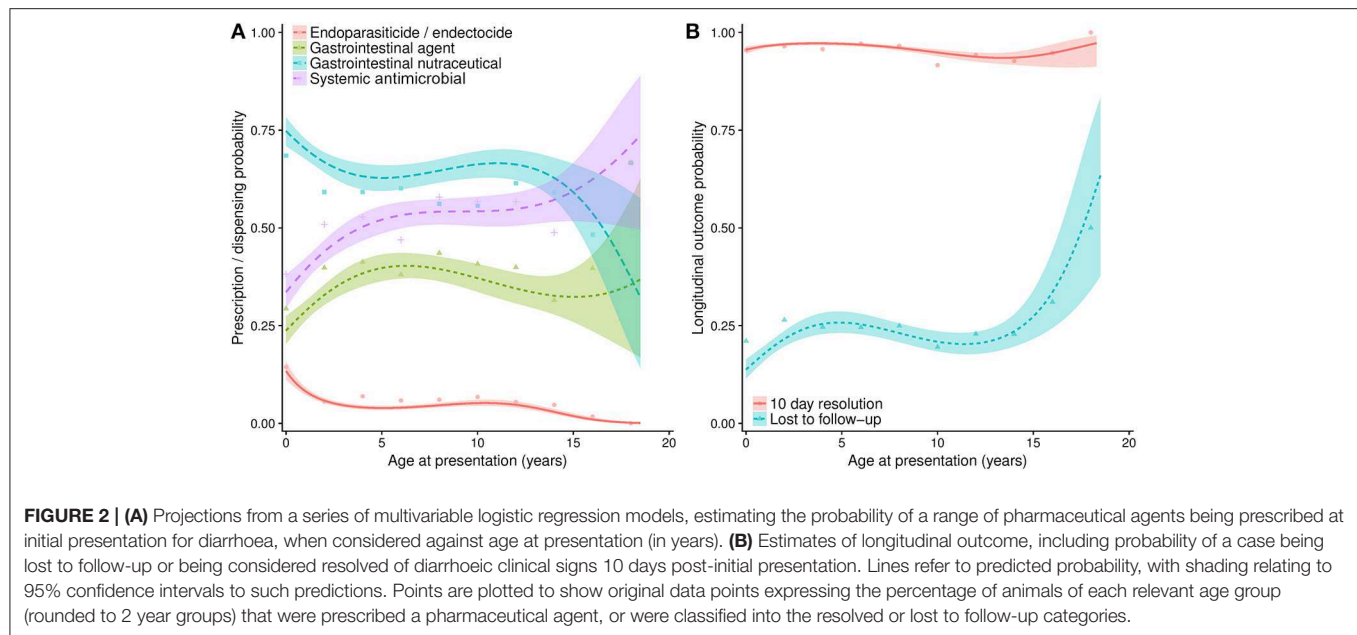 A
Endoparasiticide / endectocide
Gastrointestinal agent
Gastrointestinal nutraceutical
Systemic antimicrobial
1.00
0.75
0.50
0.25
0.00
Prescription / dispensing probability
0 5 10 15 20
Age at presentation (years)
B
1.00
0.75
0.50
0.25
0.00
Longitudinal outcome probability
10 day resolution
Lost to follow-up
0 5 10 15 20
Age at presentation (years)
FIGURE 2 | (A) Projections from a series of multivariable logistic regression models, estimating the probability of a range of pharmaceutical agents being prescribed at
initial presentation for diarrhoea, when considered against age at presentation (in years). (B) Estimates of longitudinal outcome, including probability of a case being
lost to follow-up or being considered resolved of diarrhoeic clinical signs 10 days post-initial presentation. Lines refer to predicted probability, with shading relating to
95% confidence intervals to such predictions. Points are plotted to show original data points expressing the percentage of animals of each relevant age group
(rounded to 2 year groups) that were prescribed a pharmaceutical agent, or were classified into the resolved or lost to follow-up categories.